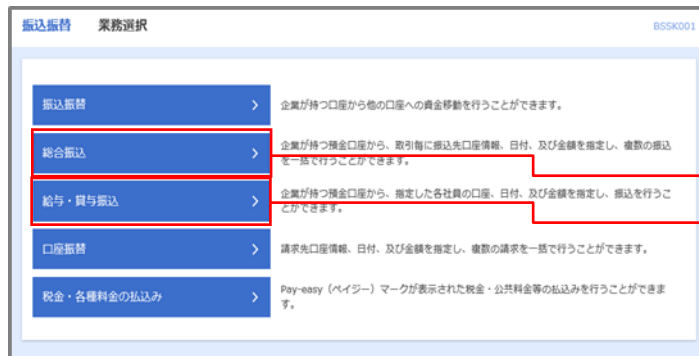 振込振替 業務選択 BSSK001
振込振替 > 企業が持つ口座から他の口座への資金移動を行うことができます。
総合振込 > 企業が持つ預金口座から、取引毎に振込先口座情報、日付、及び金額を指定し、複数の振込
を一括で行うことができます。
給与・賞与振込 > 企業が持つ預金口座から、指定した各社員の口座、日付、及び金額を指定し、振込を行うこ
とができます。
口座振替 > 請求先口座情報、日付、及び金額を指定し、複数の請求を一括で行うことができます。
税金・各種料金の払込み > Pay-easy（ペイジー）マークが表示された税金・公共料金等の払込みを行うことができま
す。